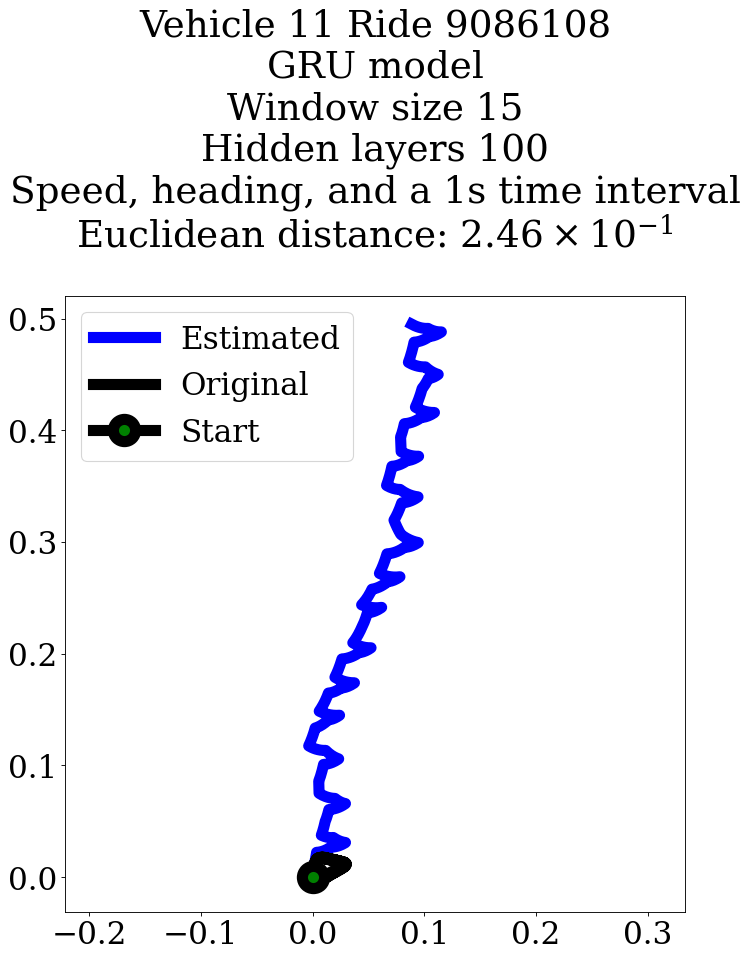 Vehicle 11 Ride 9086108
GRU model
Window size 15
Hidden layers 100
Speed, heading, and a 1s time interval
Euclidean distance: 2.46 × 10⁻¹
Estimated
Original
Start
0.5
0.4
0.3
0.2
0.1
0.0
−0.2 −0.1 0.0 0.1 0.2 0.3